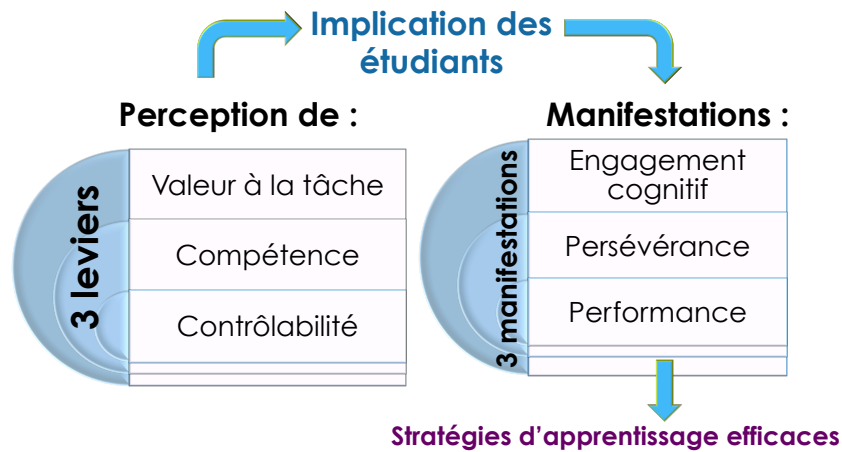 Implication des
étudiants
Perception de :
3 leviers
Valeur à la tâche
Compétence
Contrôlabilité
Manifestations :
3 manifestations
Engagement
cognitif
Persévérance
Performance
Stratégies d'apprentissage efficaces